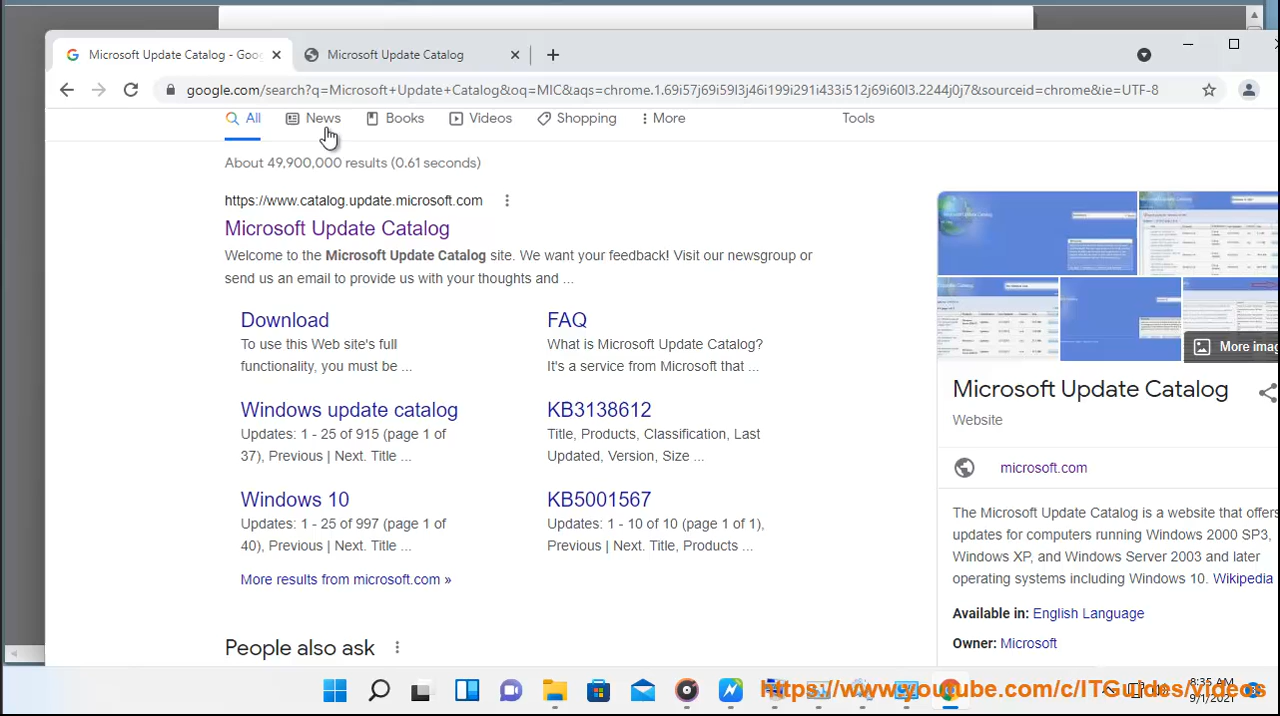 Microsoft Update Catalog - Goo
Microsoft Update Catalog
google.com/search?q=Microsoft+Update+Catalog&oq=MIC&aqs=chrome.1.69i57j69i59l3j46i199i291i433i512j69i60l3.2244j0j7&sourceid=chrome&ie=UTF-8
All News Books Videos Shopping More Tools
About 49,900,000 results (0.61 seconds)
https://www.catalog.update.microsoft.com
Microsoft Update Catalog
Welcome to the Microsoft Update Catalog site. We want your feedback! Visit our newsgroup or
send us an email to provide us with your thoughts and ...
Download
To use this Web site's full
functionality, you must be ...
FAQ
What is Microsoft Update Catalog?
It's a service from Microsoft that ...
Windows update catalog
Updates: 1 - 25 of 915 (page 1 of
37), Previous | Next. Title ...
KB3138612
Title, Products, Classification, Last
Updated, Version, Size ...
Windows 10
Updates: 1 - 25 of 997 (page 1 of
40), Previous | Next. Title ...
KB5001567
Updates: 1 - 10 of 10 (page 1 of 1),
Previous | Next. Title, Products ...
More results from microsoft.com »
People also ask
More imag
Microsoft Update Catalog
Website
microsoft.com
The Microsoft Update Catalog is a website that offers
updates for computers running Windows 2000 SP3,
Windows XP, and Windows Server 2003 and later
operating systems including Windows 10. Wikipedia
Available in: English Language
Owner: Microsoft
https://www.youtube.com/c/ITGuides/videos
8:35 AM
9/1/2021